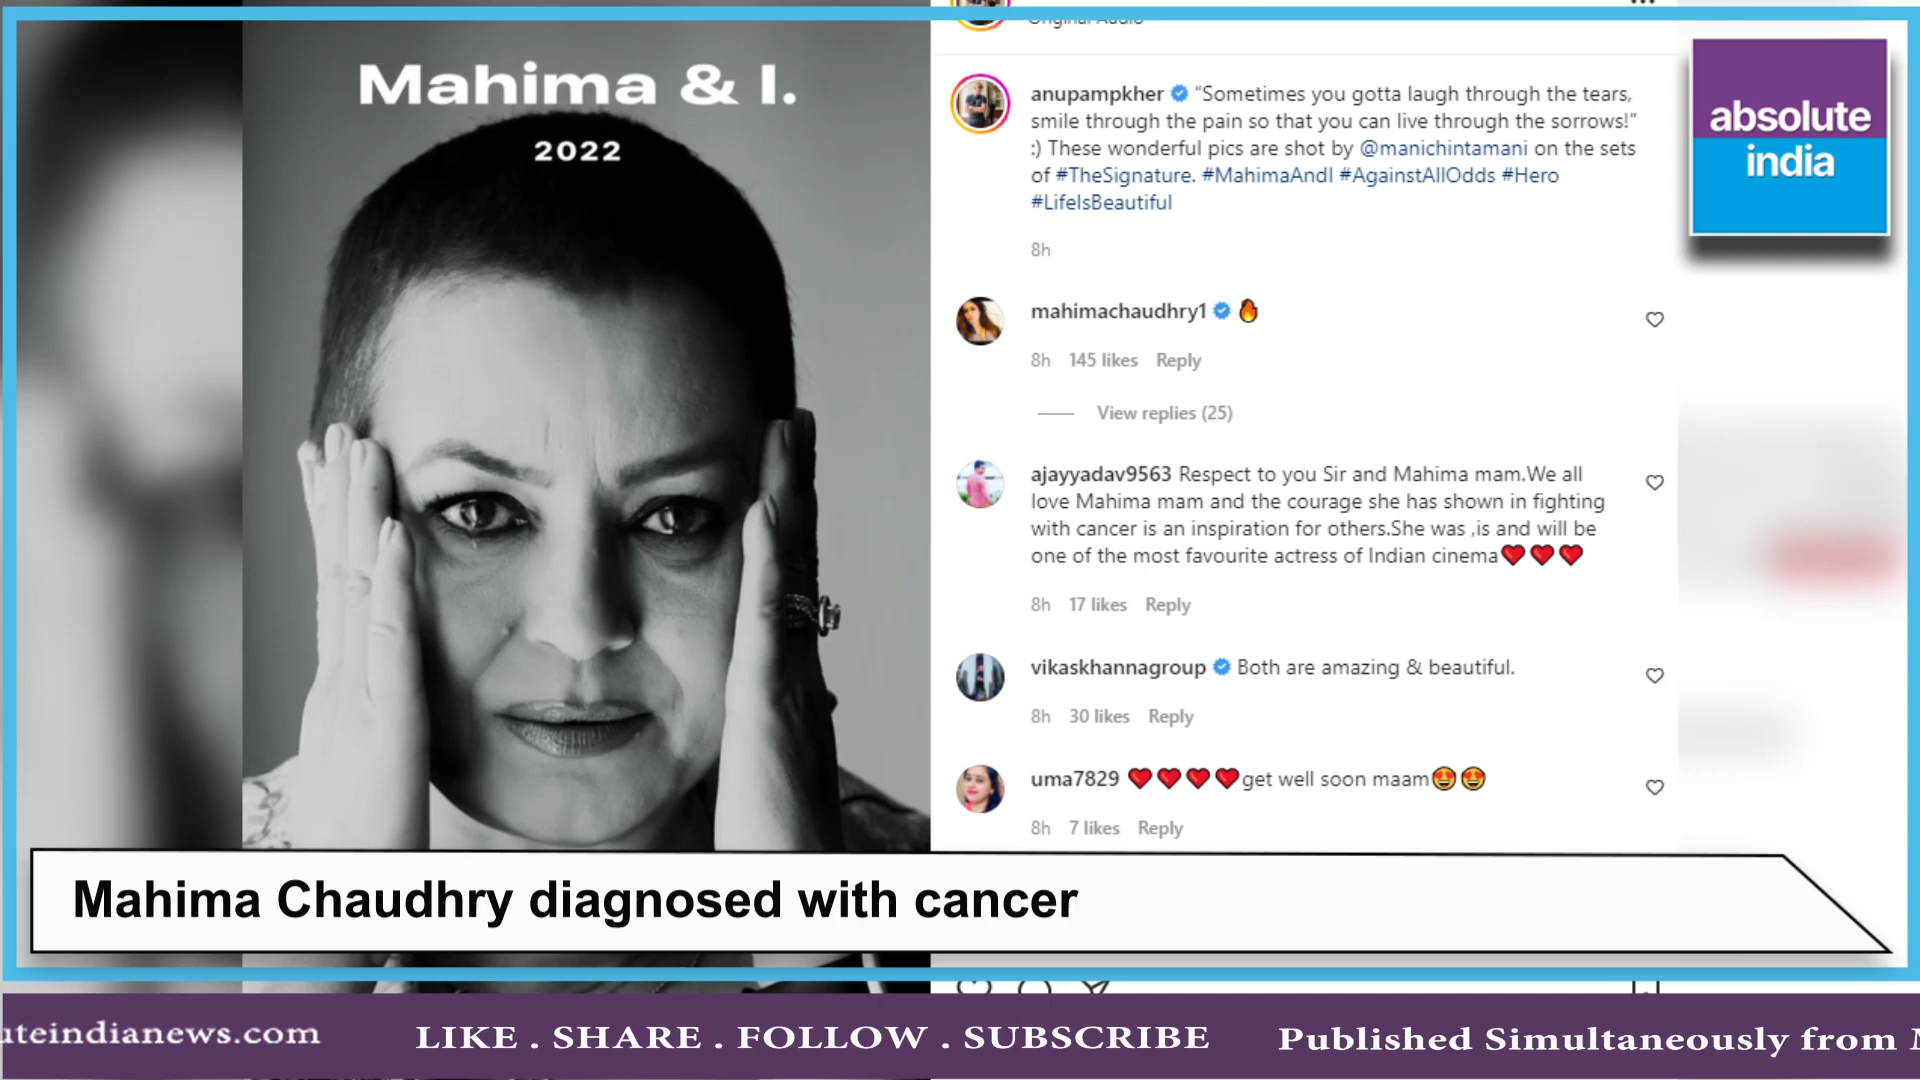 Mahima & I.
2022
Original Audio
anupampkher “Sometimes you gotta laugh through the tears,
smile through the pain so that you can live through the sorrows!”
:) These wonderful pics are shot by @manichintamani on the sets
of #TheSignature. #MahimaAndI #AgainstAllOdds #Hero
#LifeIsBeautiful
8h
mahimachaudhry1 🔥
8h 145 likes Reply
View replies (25)
ajayyadav9563 Respect to you Sir and Mahima mam.We all
love Mahima mam and the courage she has shown in fighting
with cancer is an inspiration for others.She was ,is and will be
one of the most favourite actress of Indian cinema❤❤❤
8h 17 likes Reply
vikaskhannagroup Both are amazing & beautiful.
8h 30 likes Reply
uma7829 ❤❤❤❤get well soon maam😍😍
8h 7 likes Reply
absolute
india
Mahima Chaudhry diagnosed with cancer
uteindianews.com LIKE . SHARE . FOLLOW . SUBSCRIBE Published Simultaneously from